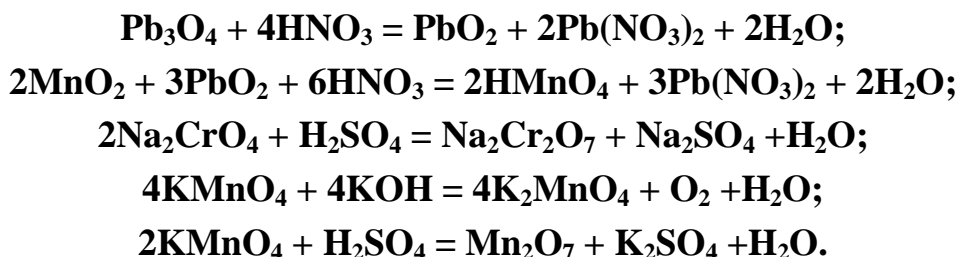 Pb₃O₄ + 4HNO₃ = PbO₂ + 2Pb(NO₃)₂ + 2H₂O;
2MnO₂ + 3PbO₂ + 6HNO₃ = 2HMnO₄ + 3Pb(NO₃)₂ + 2H₂O;
2Na₂CrO₄ + H₂SO₄ = Na₂Cr₂O₇ + Na₂SO₄ +H₂O;
4KMnO₄ + 4KOH = 4K₂MnO₄ + O₂ +H₂O;
2KMnO₄ + H₂SO₄ = Mn₂O₇ + K₂SO₄ +H₂O.